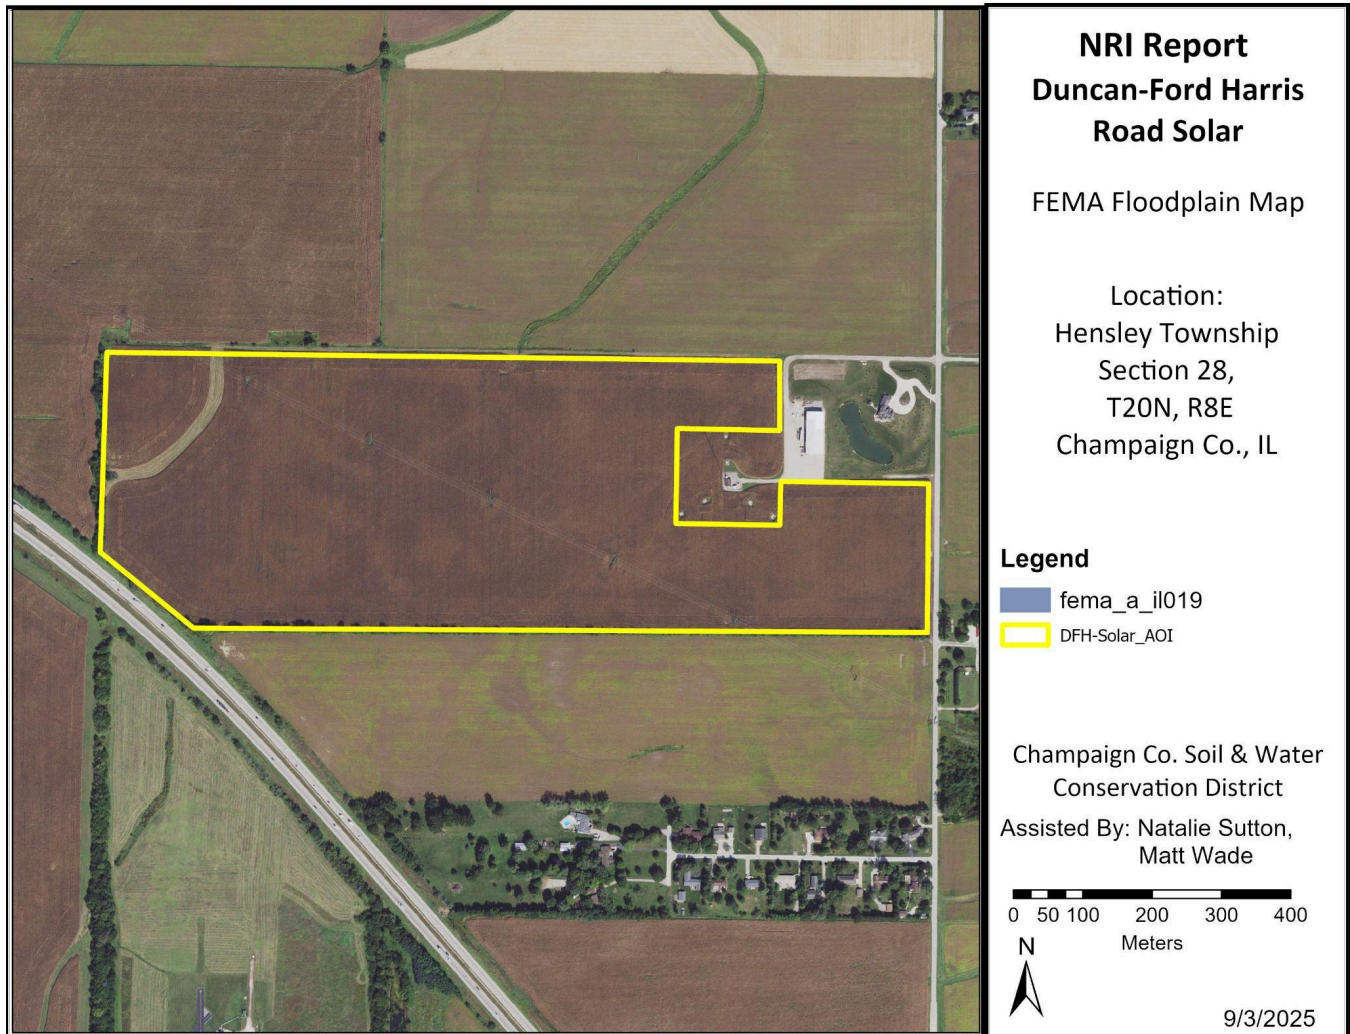 NRI Report
Duncan-Ford Harris
Road Solar
FEMA Floodplain Map
Location:
Hensley Township
Section 28,
T20N, R8E
Champaign Co., IL
Legend
fema_a_il019
DFH-Solar_AOI
Champaign Co. Soil & Water
Conservation District
Assisted By: Natalie Sutton,
Matt Wade
0 50 100 200 300 400
Meters
N
9/3/2025